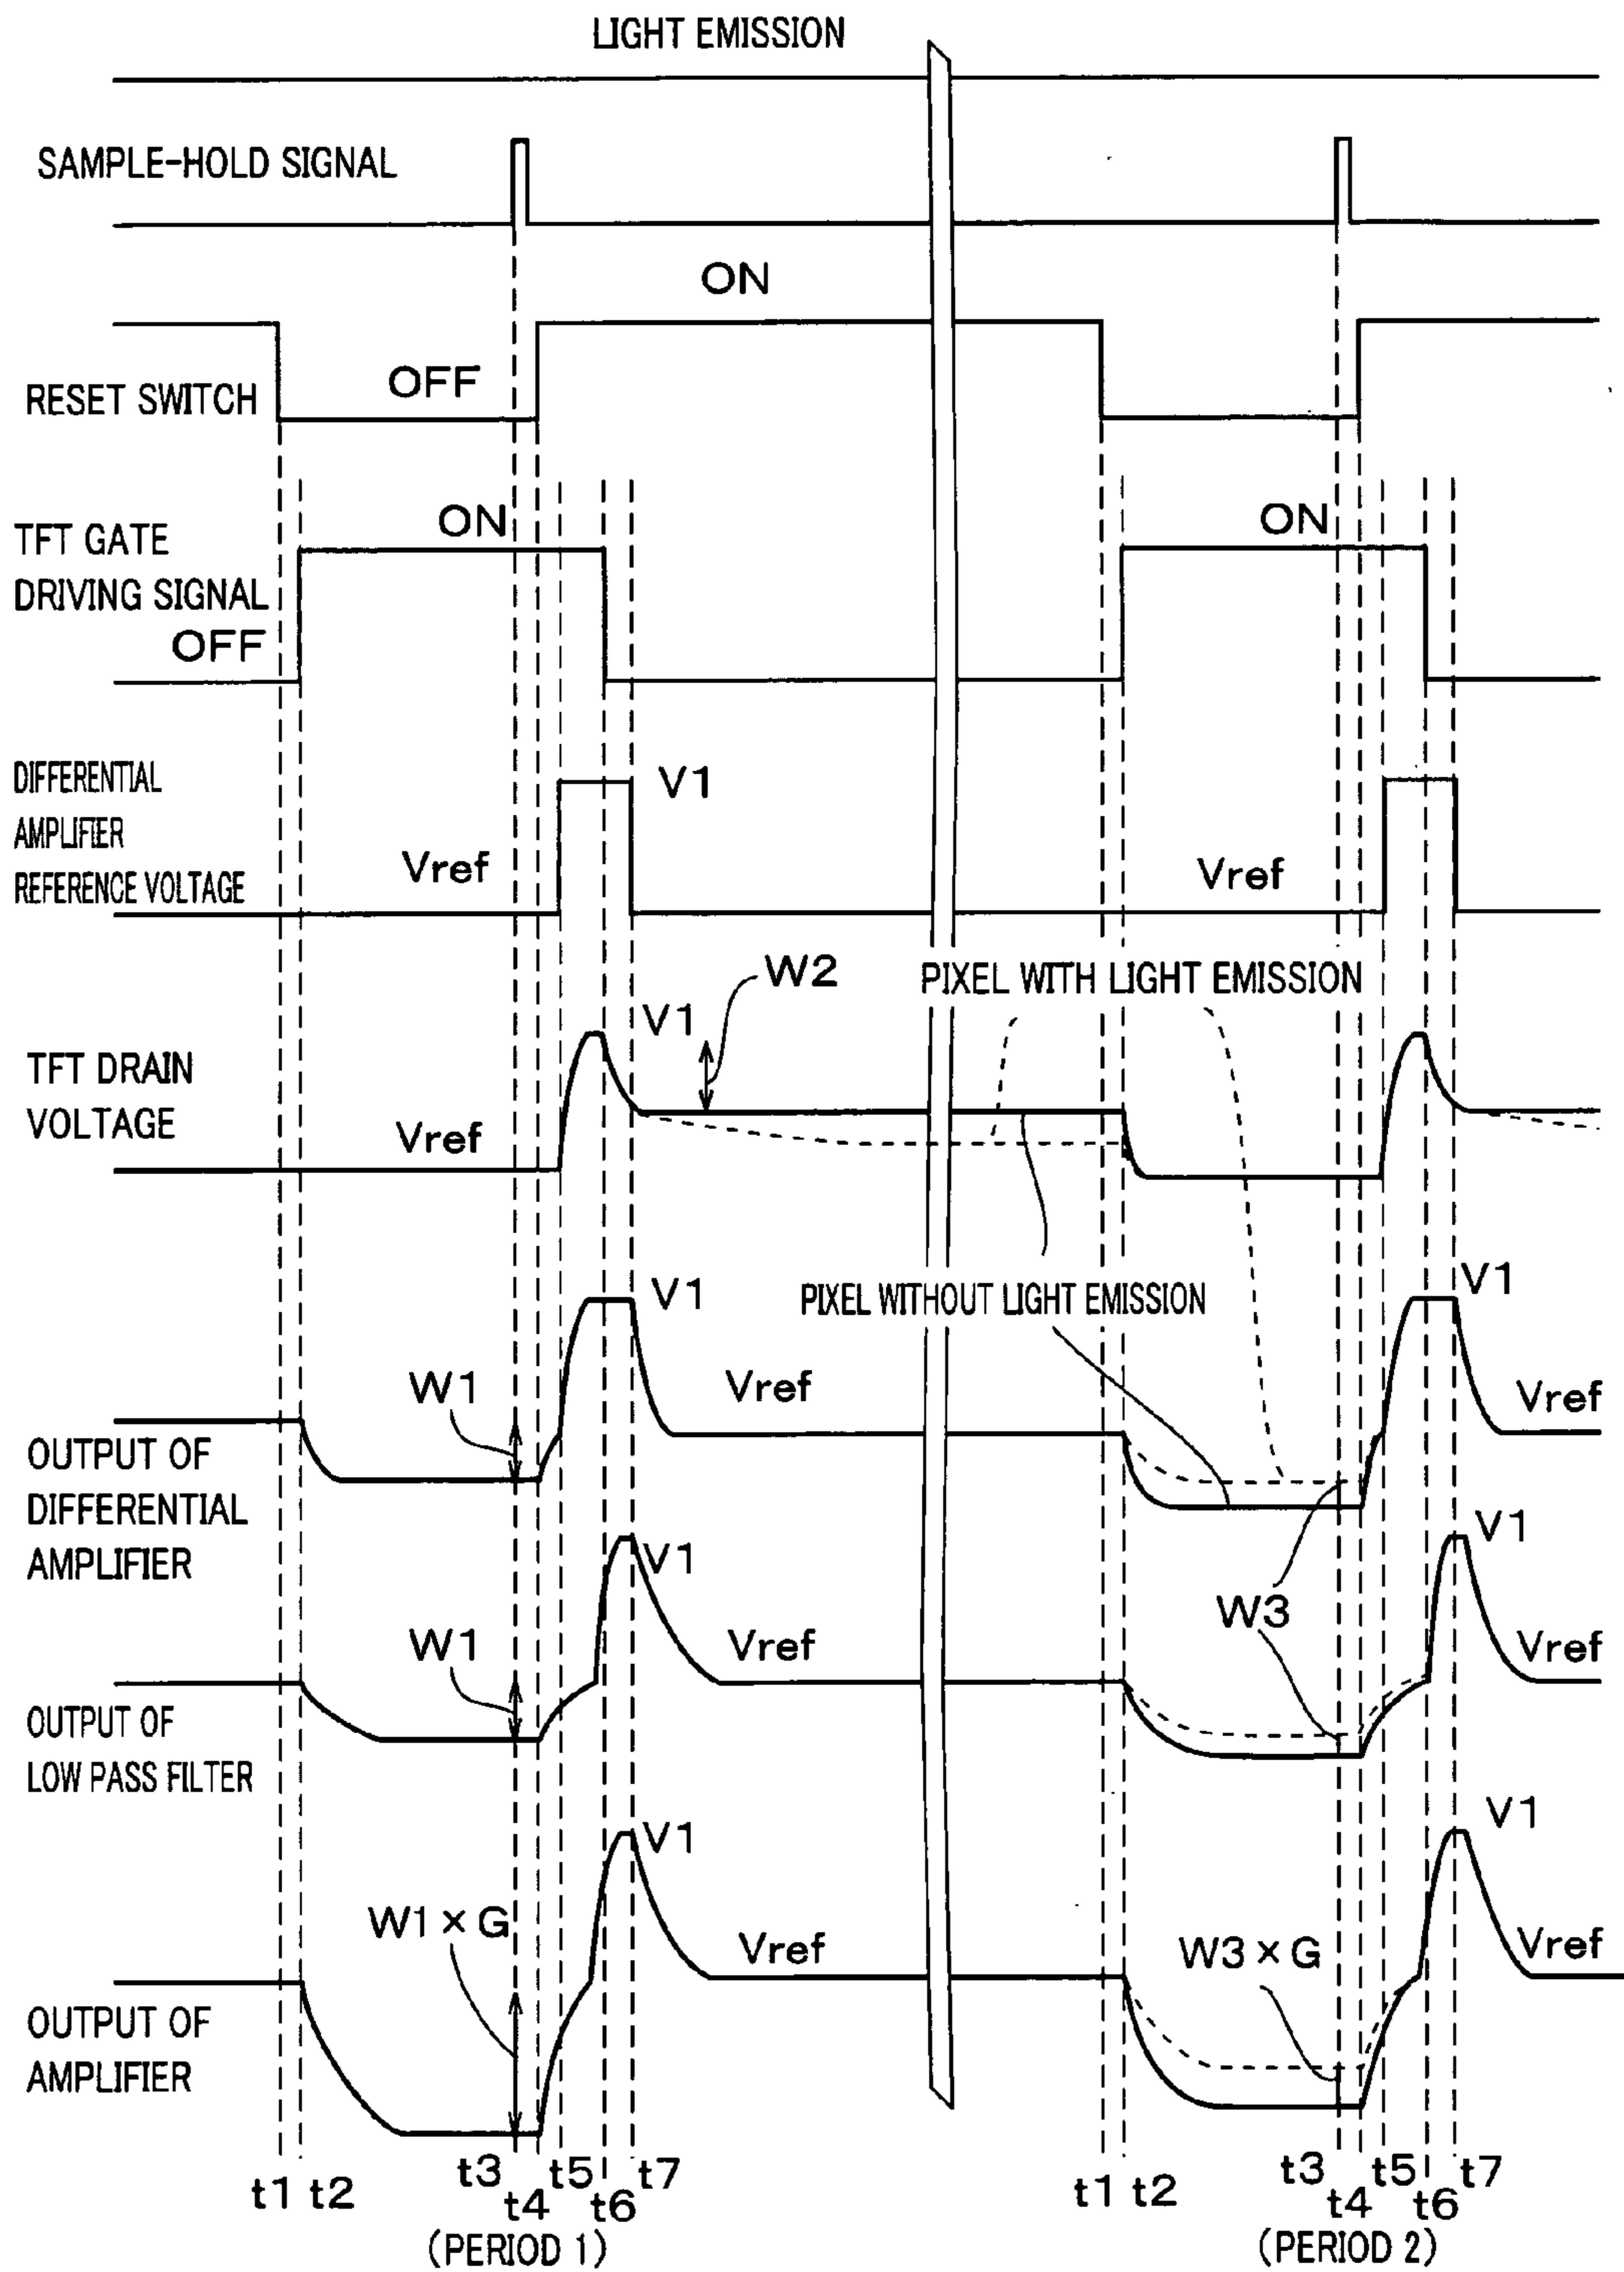 LIGHT EMISSION
SAMPLE-HOLD SIGNAL
ON
OFF
RESET SWITCH
ON
ON
TFT GATE
DRIVING SIGNAL
OFF
V1
DIFFERENTIAL
AMPLIFIER
REFERENCE VOLTAGE
Vref
Vref
W2
PIXEL WITH LIGHT EMISSION
V1
TFT DRAIN
VOLTAGE
Vref
V1
V1
PIXEL WITHOUT LIGHT EMISSION
W1
Vref
Vref
OUTPUT OF
DIFFERENTIAL
AMPLIFIER
V1
V1
W1
Vref
W3
Vref
OUTPUT OF
LOW PASS FILTER
V1
V1
W1 × G
Vref
W3 × G
Vref
OUTPUT OF
AMPLIFIER
t1 t2 t3 t4 t5 t6 t7
t1 t2 t3 t4 t5 t6 t7
(PERIOD 1)
(PERIOD 2)